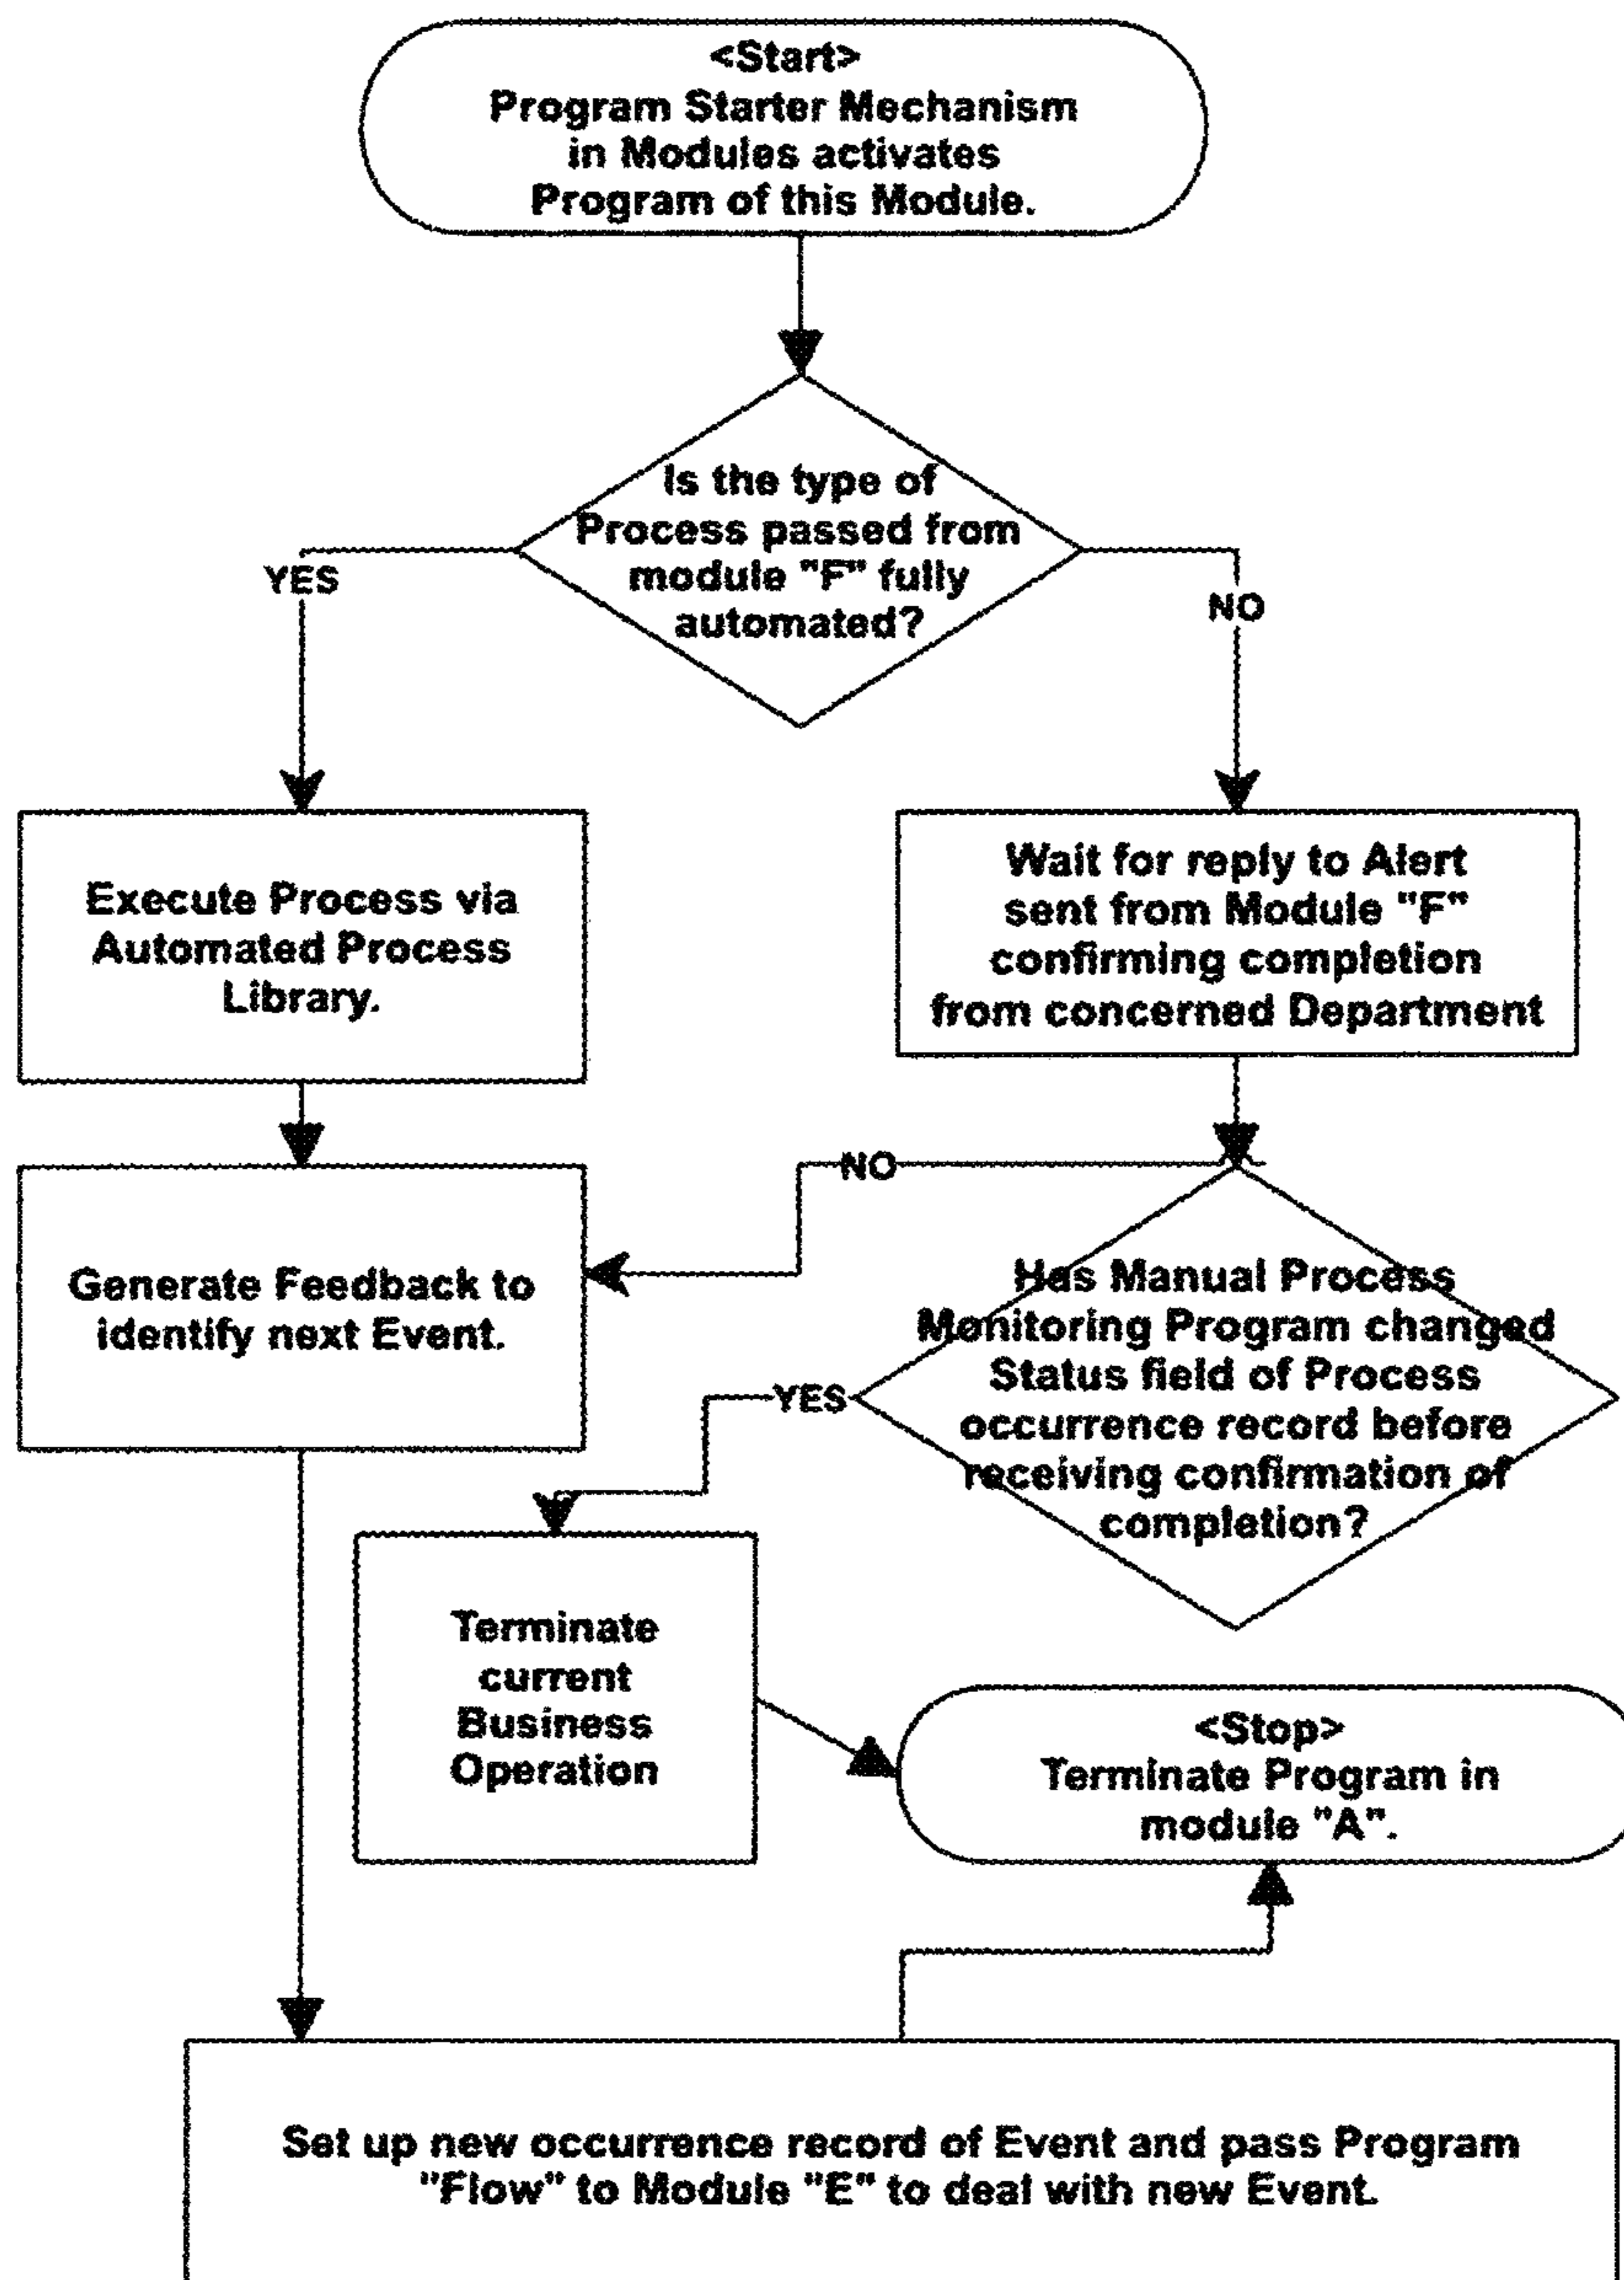 <Start>
Program Starter Mechanism
in Modules activates
Program of this Module.
Is the type of
Process passed from
module "F" fully
automated?
YES
NO
Execute Process via
Automated Process
Library.
Wait for reply to Alert
sent from Module "F"
confirming completion
from concerned Department
NO
Generate Feedback to
identify next Event.
Has Manual Process
Monitoring Program changed
Status field of Process
occurrence record before
receiving confirmation of
completion?
YES
Terminate
current
Business
Operation
<Stop>
Terminate Program in
module "A".
Set up new occurrence record of Event and pass Program
"Flow" to Module "E" to deal with new Event.